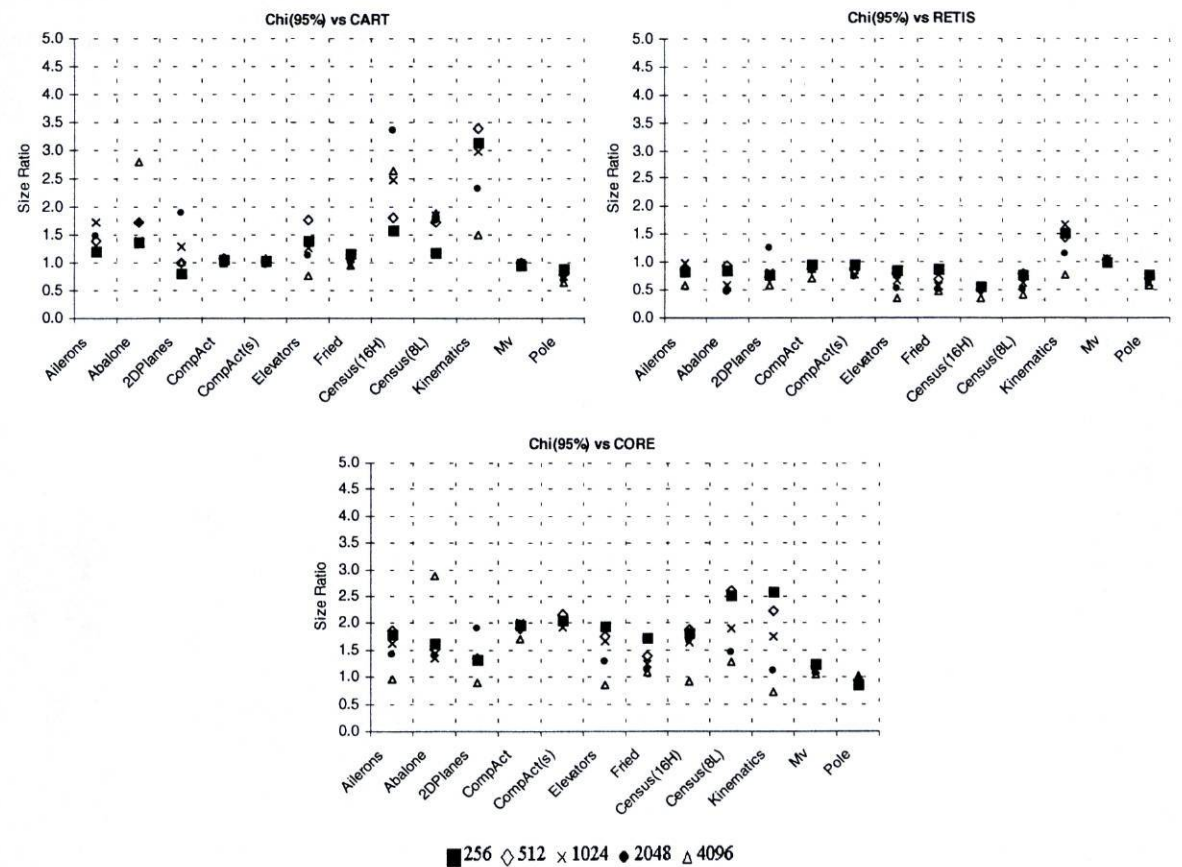 Chi(95%) vs CART
Size Ratio
5.0
4.5
4.0
3.5
3.0
2.5
2.0
1.5
1.0
0.5
0.0
Ailerons
Abalone
2DPlanes
CompAct
CompAct(s)
Elevators
Fried
Census(16H)
Census(8L)
Kinematics
Mv
Pole
Chi(95%) vs RETIS
Size Ratio
5.0
4.5
4.0
3.5
3.0
2.5
2.0
1.5
1.0
0.5
0.0
Ailerons
Abalone
2DPlanes
CompAct
CompAct(s)
Elevators
Fried
Census(16H)
Census(8L)
Kinematics
Mv
Pole
Chi(95%) vs CORE
Size Ratio
5.0
4.5
4.0
3.5
3.0
2.5
2.0
1.5
1.0
0.5
0.0
Ailerons
Abalone
2DPlanes
CompAct
CompAct(s)
Elevators
Fried
Census(16H)
Census(8L)
Kinematics
Mv
Pole
256 512 1024 2048 4096